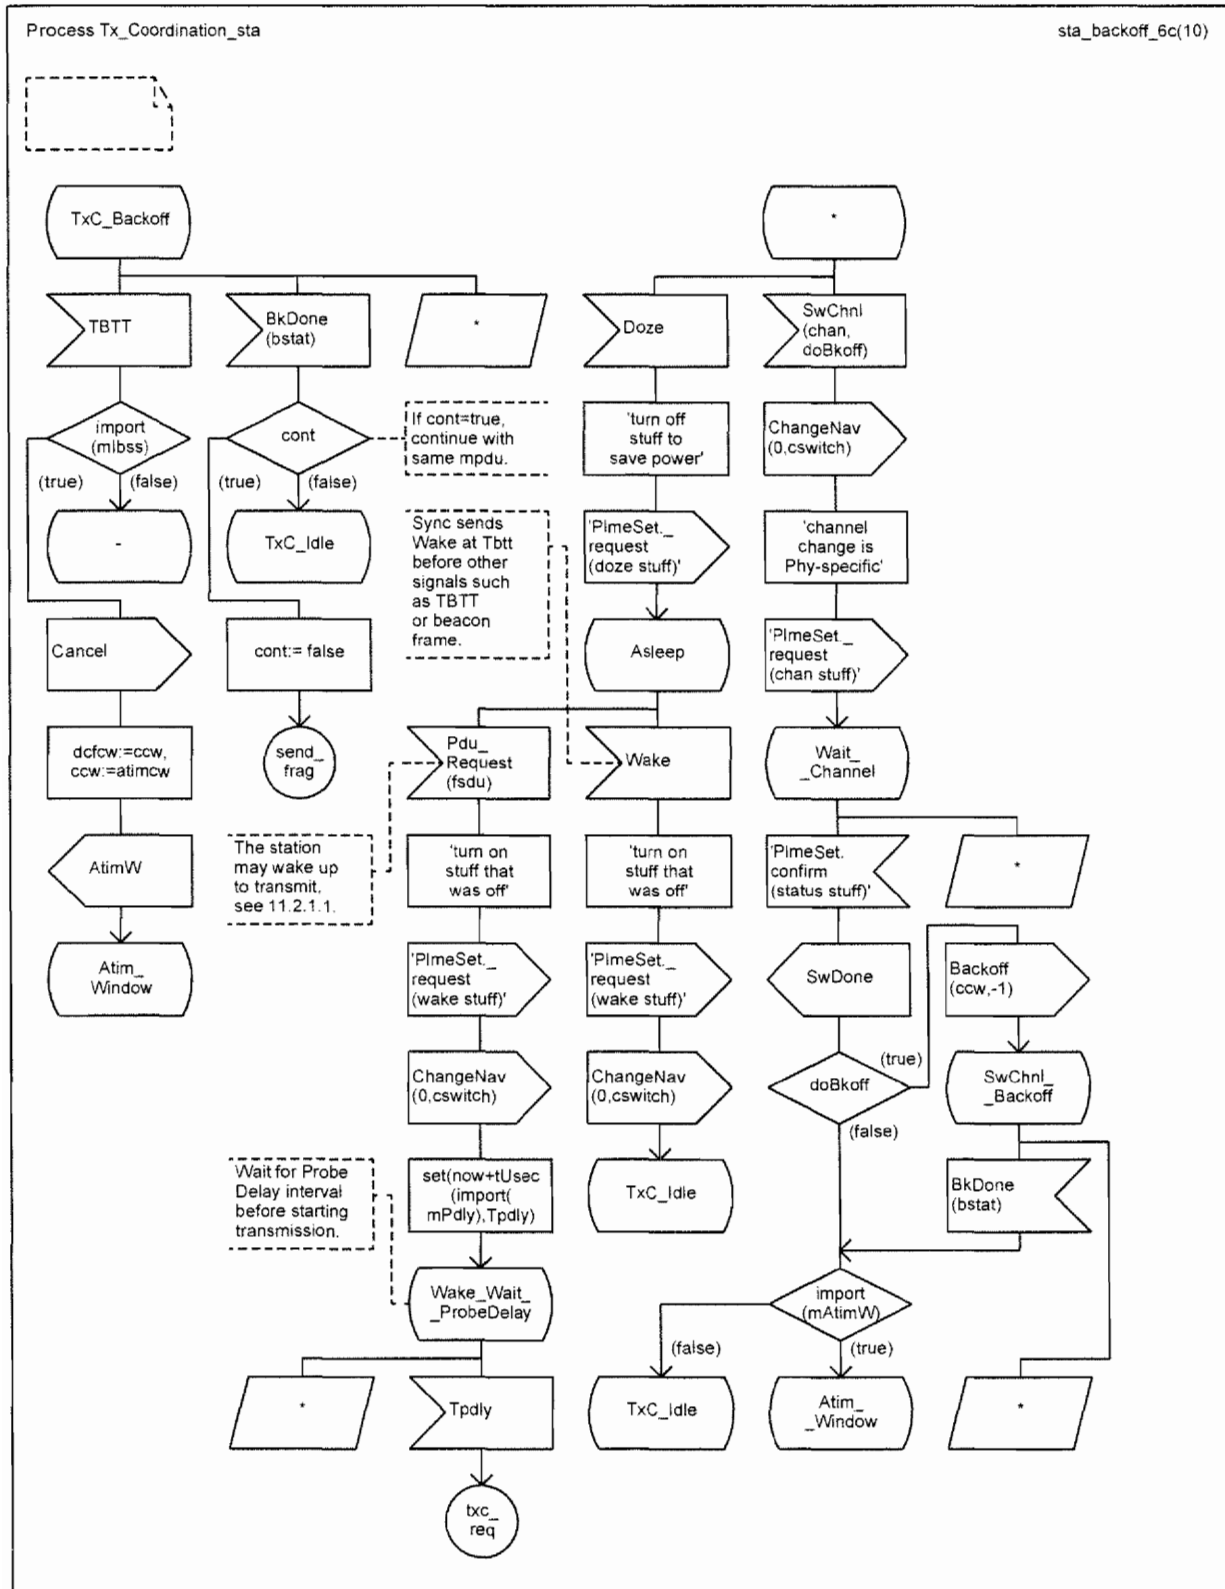 Process Tx_Coordination_sta
sta_backoff_6c(10)
TxC_Backoff
*
TBTT
BkDone
(bstat)
*
Doze
SwChnl
(chan,
doBkoff)
import
(mIbss)
(true)
(false)
cont
(true)
(false)
If cont=true,
continue with
same mpdu.
'turn off
stuff to
save power'
ChangeNav
(0,cswitch)
-
TxC_Idle
Sync sends
Wake at Tbtt
before other
signals such
as TBTT
or beacon
frame.
'PlmeSet._
request
(doze stuff)'
'channel
change is
Phy-specific'
Cancel
cont:= false
Asleep
'PlmeSet._
request
(chan stuff)'
dcfcw:=ccw,
ccw:=atimcw
send_
frag
Pdu_
Request
(fsdu)
Wake
Wait_
_Channel
AtimW
The station
may wake up
to transmit,
see 11.2.1.1.
'turn on
stuff that
was off'
'turn on
stuff that
was off'
'PlmeSet.
confirm
(status stuff)'
*
Atim_
_Window
'PlmeSet._
request
(wake stuff)'
'PlmeSet._
request
(wake stuff)'
SwDone
Backoff
(ccw,-1)
ChangeNav
(0,cswitch)
ChangeNav
(0,cswitch)
doBkoff
(true)
(false)
SwChnl_
_Backoff
Wait for Probe
Delay interval
before starting
transmission.
set(now+tUsec
(import(
mPdly),Tpdly)
TxC_Idle
BkDone
(bstat)
Wake_Wait_
_ProbeDelay
import
(mAtimW)
(false)
(true)
*
Tpdly
TxC_Idle
Atim_
_Window
*
txc_
req